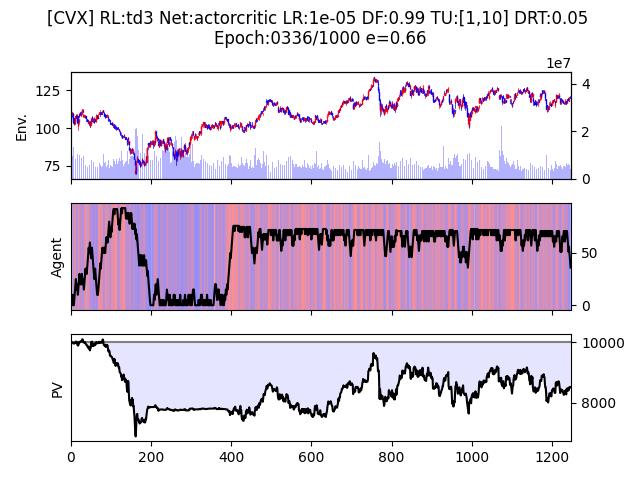 [CVX] RL:td3 Net:actorcritic LR:1e-05 DF:0.99 TU:[1,10] DRT:0.05
Epoch:0336/1000 e=0.66
1e7
125
100
75
Env.
4
2
0
Agent
50
0
PV
10000
8000
0 200 400 600 800 1000 1200